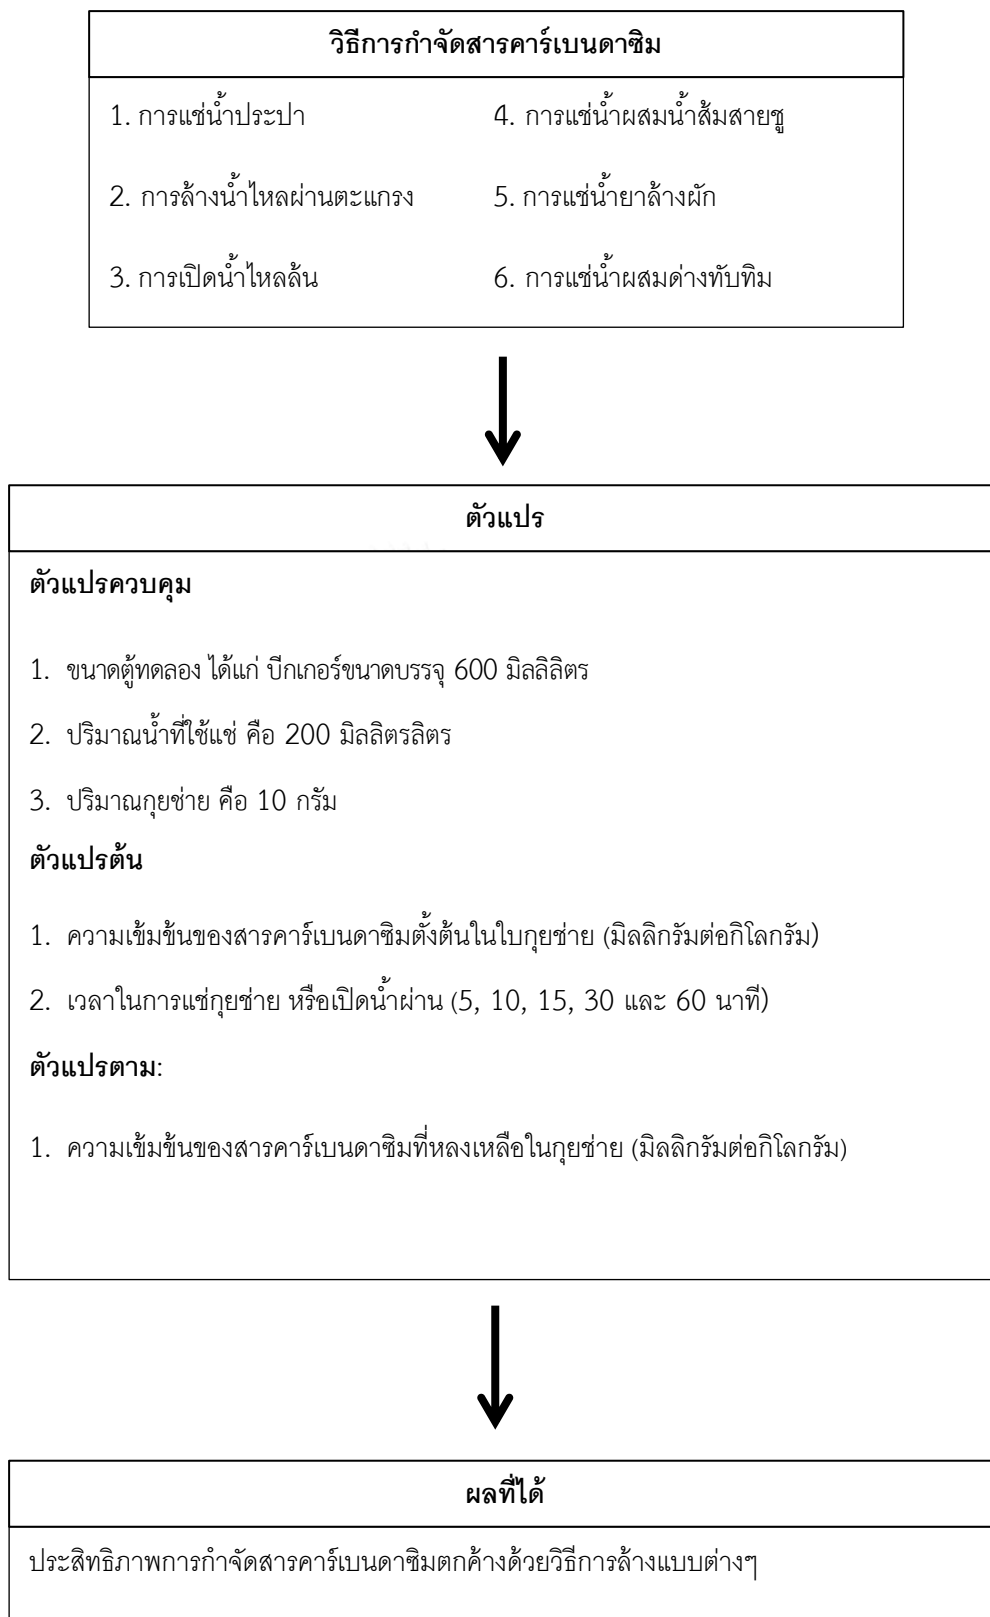 วิธีการกำจัดสารคาร์เบนดาซิม
1. การแช่น้ำประปา
4. การแช่น้ำผสมน้ำส้มสายชู
2. การล้างน้ำไหลผ่านตะแกรง
5. การแช่น้ำยาล้างผัก
3. การเปิดน้ำไหลล้น
6. การแช่น้ำผสมด่างทับทิม
ตัวแปร
ตัวแปรควบคุม
1. ขนาดตู้ทดลอง ได้แก่ บีกเกอร์ขนาดบรรจุ 600 มิลลิลิตร
2. ปริมาณน้ำที่ใช้แช่ คือ 200 มิลลิตรลิตร
3. ปริมาณกุยช่าย คือ 10 กรัม
ตัวแปรต้น
1. ความเข้มข้นของสารคาร์เบนดาซิมตั้งต้นในใบกุยช่าย (มิลลิกรัมต่อกิโลกรัม)
2. เวลาในการแช่กุยช่าย หรือเปิดน้ำผ่าน (5, 10, 15, 30 และ 60 นาที)
ตัวแปรตาม:
1. ความเข้มข้นของสารคาร์เบนดาซิมที่หลงเหลือในกุยช่าย (มิลลิกรัมต่อกิโลกรัม)
ผลที่ได้
ประสิทธิภาพการกำจัดสารคาร์เบนดาซิมตกค้างด้วยวิธีการล้างแบบต่างๆ